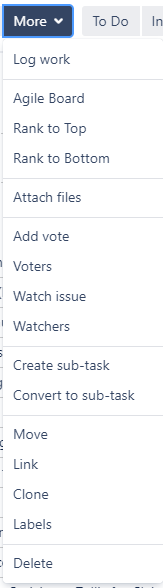 More To Do In
Log work
Agile Board
Rank to Top
Rank to Bottom
Attach files
Add vote
Voters
Watch issue
Watchers
Create sub-task
Convert to sub-task
Move
Link
Clone
Labels
Delete